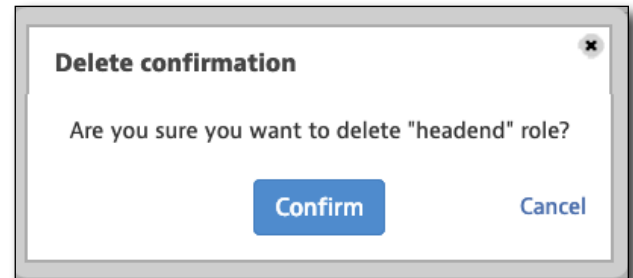 Delete confirmation
Are you sure you want to delete "headend" role?
Confirm
Cancel